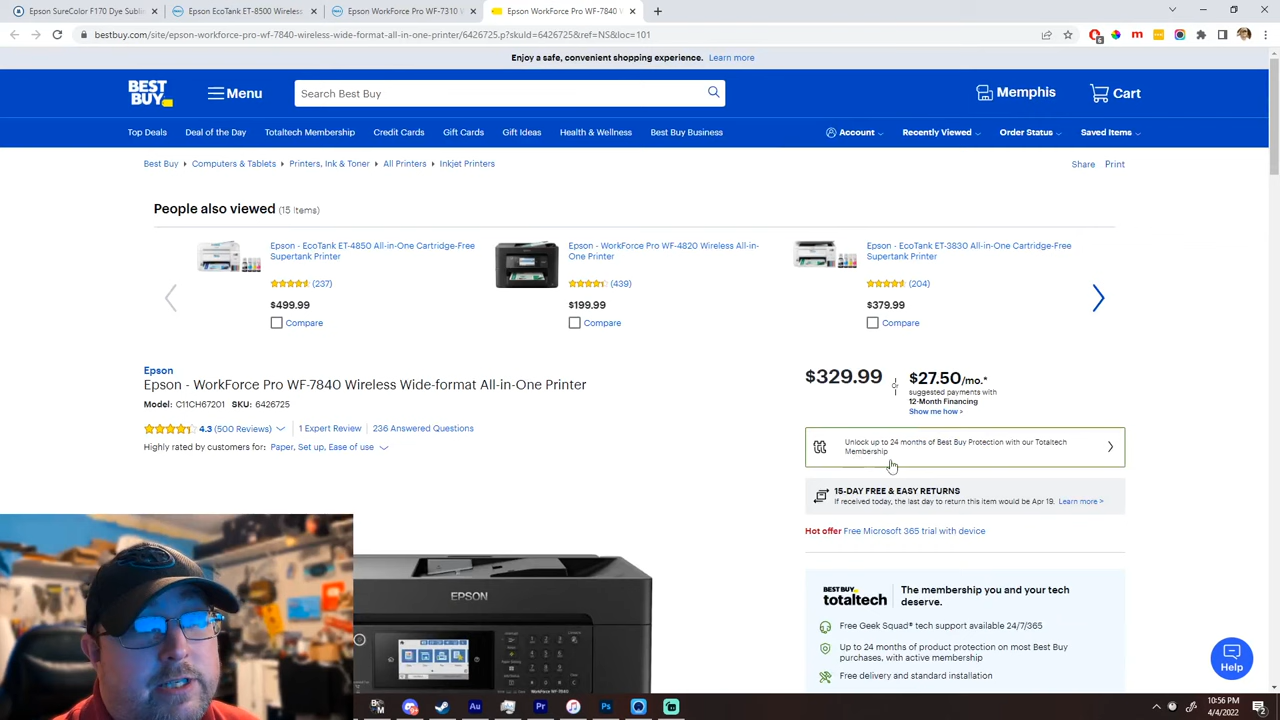 Epson SureColor F170 Dye Sublim
Epson EcoTank ET-8500 Wireless
Epson WorkForce Pro WF-7310 W
Epson WorkForce Pro WF-7840 W
bestbuy.com/site/epson-workforce-pro-wf-7840-wireless-wide-format-all-in-one-printer/6426725.p?skuId=6426725&ref=NS&loc=101
Enjoy a safe, convenient shopping experience. Learn more
BEST BUY
Menu
Search Best Buy
Memphis
Cart
Top Deals
Deal of the Day
Totaltech Membership
Credit Cards
Gift Cards
Gift Ideas
Health & Wellness
Best Buy Business
Account
Recently Viewed
Order Status
Saved Items
Best Buy
Computers & Tablets
Printers, Ink & Toner
All Printers
Inkjet Printers
Share
Print
People also viewed (15 items)
Epson - EcoTank ET-4850 All-in-One Cartridge-Free
Supertank Printer
(237)
$499.99
Compare
Epson - WorkForce Pro WF-4820 Wireless All-in-
One Printer
(439)
$199.99
Compare
Epson - EcoTank ET-3830 All-in-One Cartridge-Free
Supertank Printer
(204)
$379.99
Compare
Epson
Epson - WorkForce Pro WF-7840 Wireless Wide-format All-in-One Printer
Model: C11CH67201 SKU: 6426725
4.3 (500 Reviews)
1 Expert Review
236 Answered Questions
Highly rated by customers for: Paper, Set up, Ease of use
$329.99
or
$27.50/mo.*
suggested payments with
12-Month Financing
Show me how >
Unlock up to 24 months of Best Buy Protection with our Totaltech
Membership
15-DAY FREE & EASY RETURNS
If received today, the last day to return this item would be Apr 19. Learn more >
Hot offer Free Microsoft 365 trial with device
BEST BUY
totaltech
The membership you and your tech
deserve.
Free Geek Squad® tech support available 24/7/365
Up to 24 months of product protection on most Best Buy
purchases, with active membership
Free delivery and standard installation
EPSON
WorkForce WF-7840
Help
10:56 PM
4/4/2022